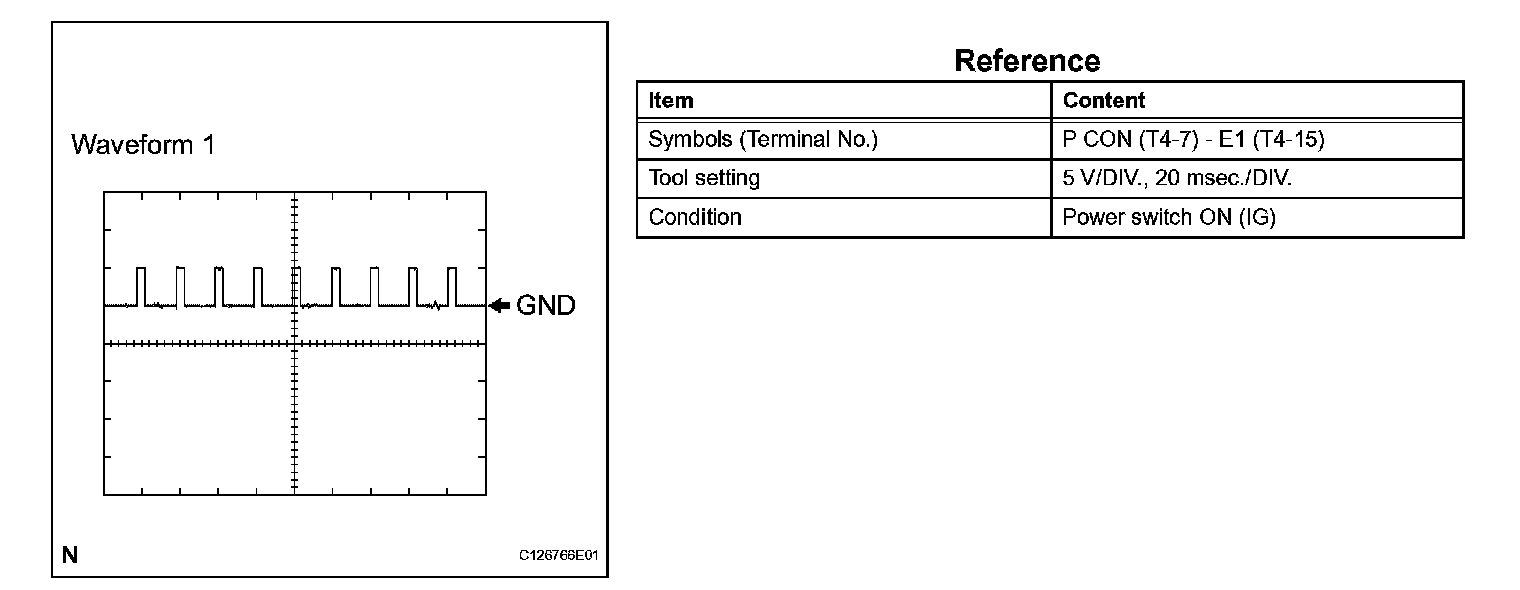 Waveform 1
GND
N
C126766E01
Reference
Item Content
Symbols (Terminal No.) P CON (T4-7) - E1 (T4-15)
Tool setting 5 V/DIV., 20 msec./DIV.
Condition Power switch ON (IG)